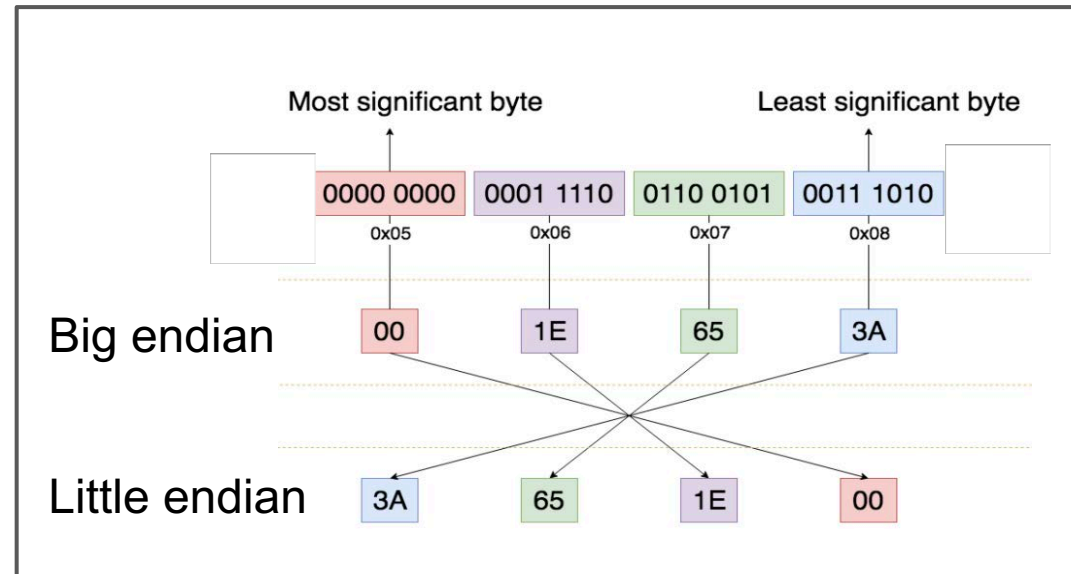 Most significant byte Least significant byte
0000 0000 0001 1110 0110 0101 0011 1010
0x05 0x06 0x07 0x08
Big endian 00 1E 65 3A
Little endian 3A 65 1E 00